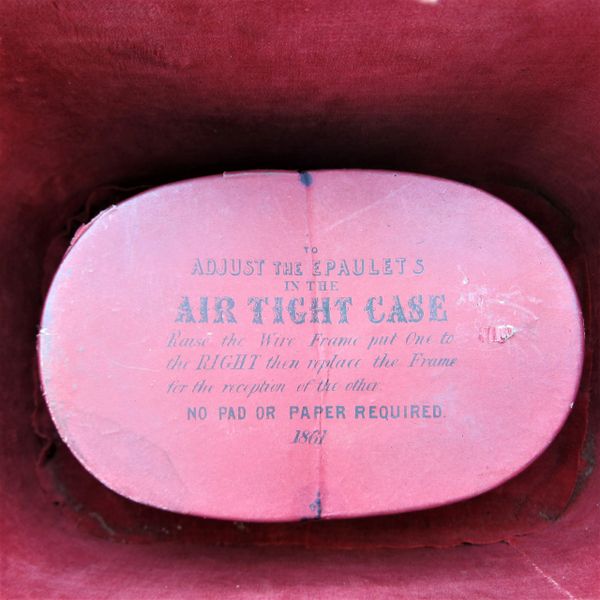 TO
ADJUST THE EPAULETS
IN THE
AIR TIGHT CASE
Raise the Wire Frame put One to
the RIGHT then replace the Frame
for the reception of the other.
NO PAD OR PAPER REQUIRED.
1861